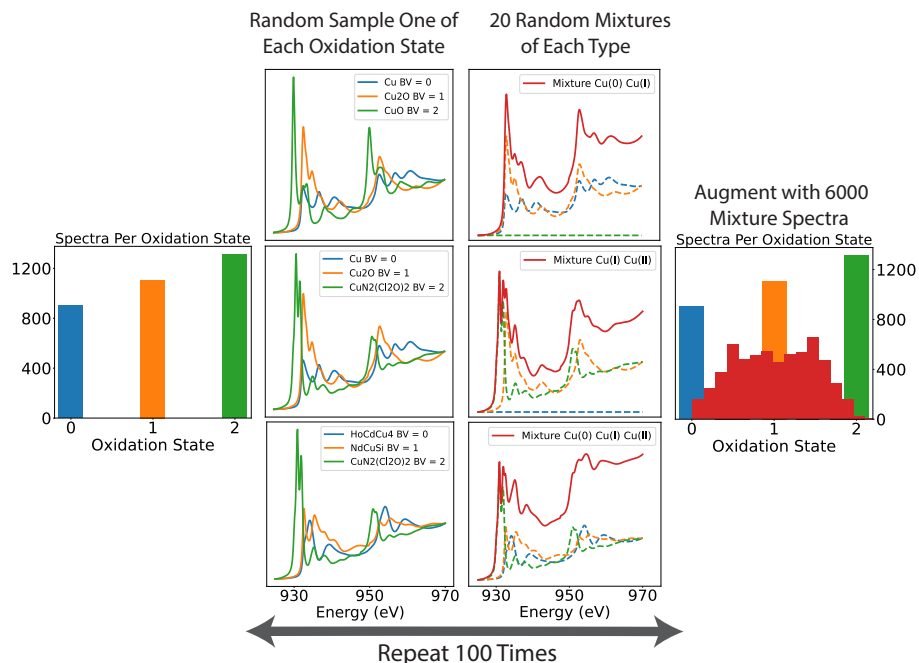 Random Sample One of
Each Oxidation State
20 Random Mixtures
of Each Type
Cu BV = 0
Cu2O BV = 1
CuO BV = 2
Mixture Cu(0) Cu(I)
Spectra Per Oxidation State
1200
800
400
0
0 1 2
Oxidation State
Cu BV = 0
Cu2O BV = 1
CuN2(Cl2O)2 BV = 2
Mixture Cu(I) Cu(II)
Augment with 6000
Mixture Spectra
Spectra Per Oxidation State
1200
800
400
0
0 1 2
Oxidation State
HoCdCu4 BV = 0
NdCuSi BV = 1
CuN2(Cl2O)2 BV = 2
Mixture Cu(0) Cu(I) Cu(II)
930 950 970
Energy (eV)
930 950 970
Energy (eV)
Repeat 100 Times